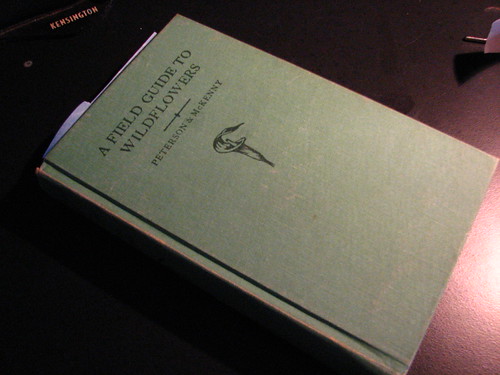 KENSINGTON
A FIELD GUIDE TO
WILDFLOWERS
PETERSON & McKENNY